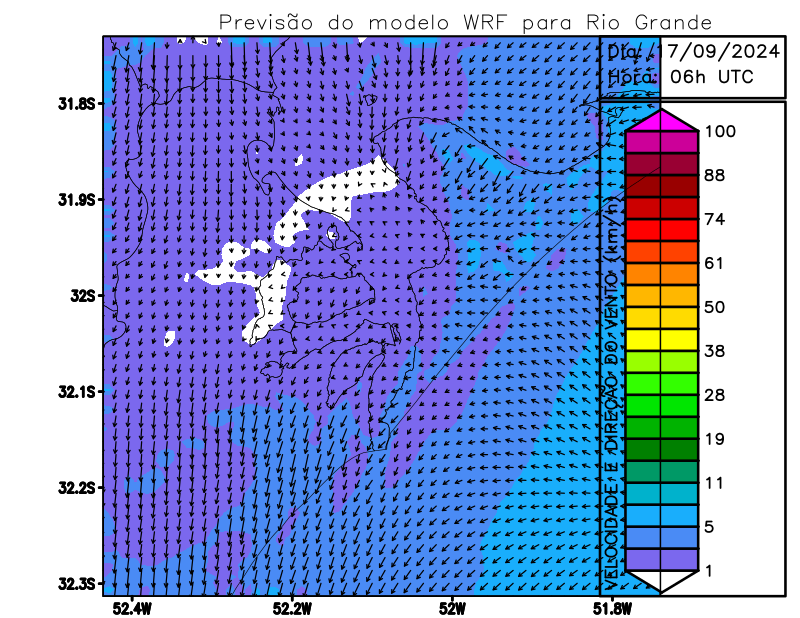 Previsão do modelo WRF para Rio Grande
Dia: 17/09/2024
Hora: 06h UTC
31.8S
31.9S
32S
32.1S
32.2S
32.3S
52.4W
52.2W
52W
51.8W
VELOCIDADE E DIREÇÃO DO VENTO (km/h)
100
88
74
61
50
38
28
19
11
5
1